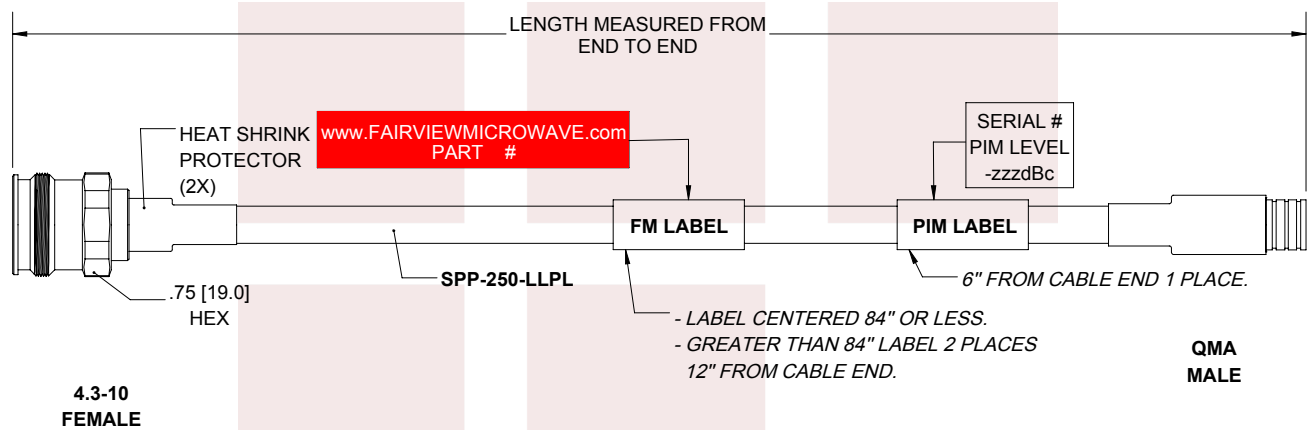 LENGTH MEASURED FROM
END TO END
HEAT SHRINK
PROTECTOR
(2X)
www.FAIRVIEWMICROWAVE.com
PART #
SERIAL #
PIM LEVEL
-zzzdBc
FM LABEL
PIM LABEL
SPP-250-LLPL
6" FROM CABLE END 1 PLACE.
.75 [19.0]
HEX
- LABEL CENTERED 84" OR LESS.
- GREATER THAN 84" LABEL 2 PLACES
12" FROM CABLE END.
QMA
MALE
4.3-10
FEMALE